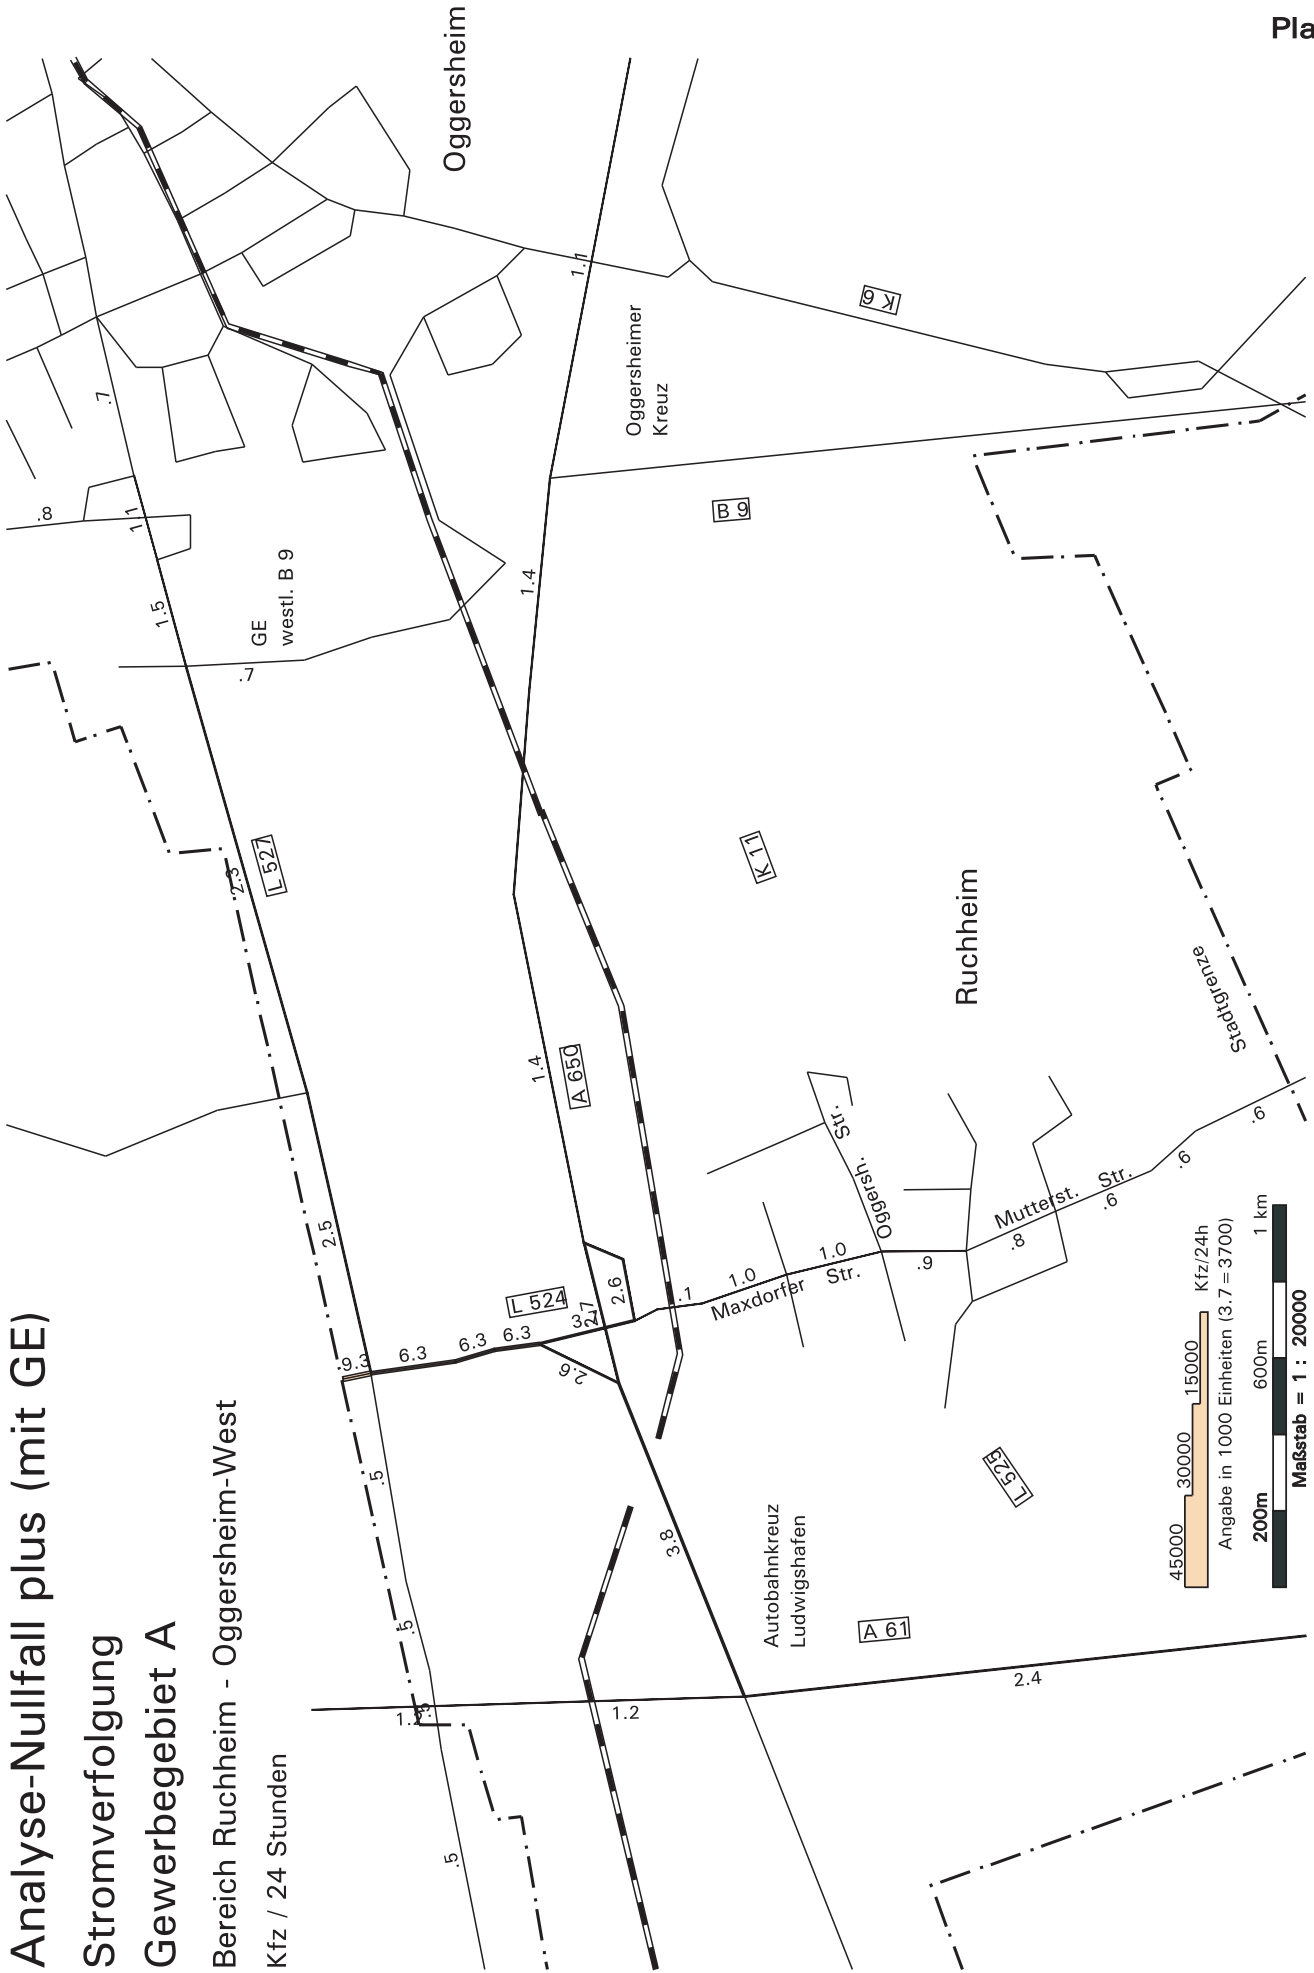 Analyse-Nullfall plus (mit GE)
Stromverfolgung
Gewerbegebiet A
Bereich Ruchheim - Oggersheim-West
Kfz / 24 Stunden
Pla
Oggersheim
Oggersheimer
Kreuz
K 6
B 9
GE
westl. B 9
L 527
K 11
A 650
Ruchheim
Stadtgrenze
L 524
Oggersh. Str.
Maxdorfer Str.
Mutterst. Str.
Autobahnkreuz
Ludwigshafen
A 61
L 525
.7
.8
1.1
1.5
.7
2.3
2.5
9.3
6.3
6.3
6.3
2.6
2.6
3.8
1.1
1.4
1.4
.1
1.0
1.0
.9
.8
.6
.6
.6
.5
.5
.5
1.2
1.2
2.4
45000
30000
15000
Kfz/24h
Angabe in 1000 Einheiten (3.7=3700)
200m
600m
1 km
Maßstab = 1 : 20000